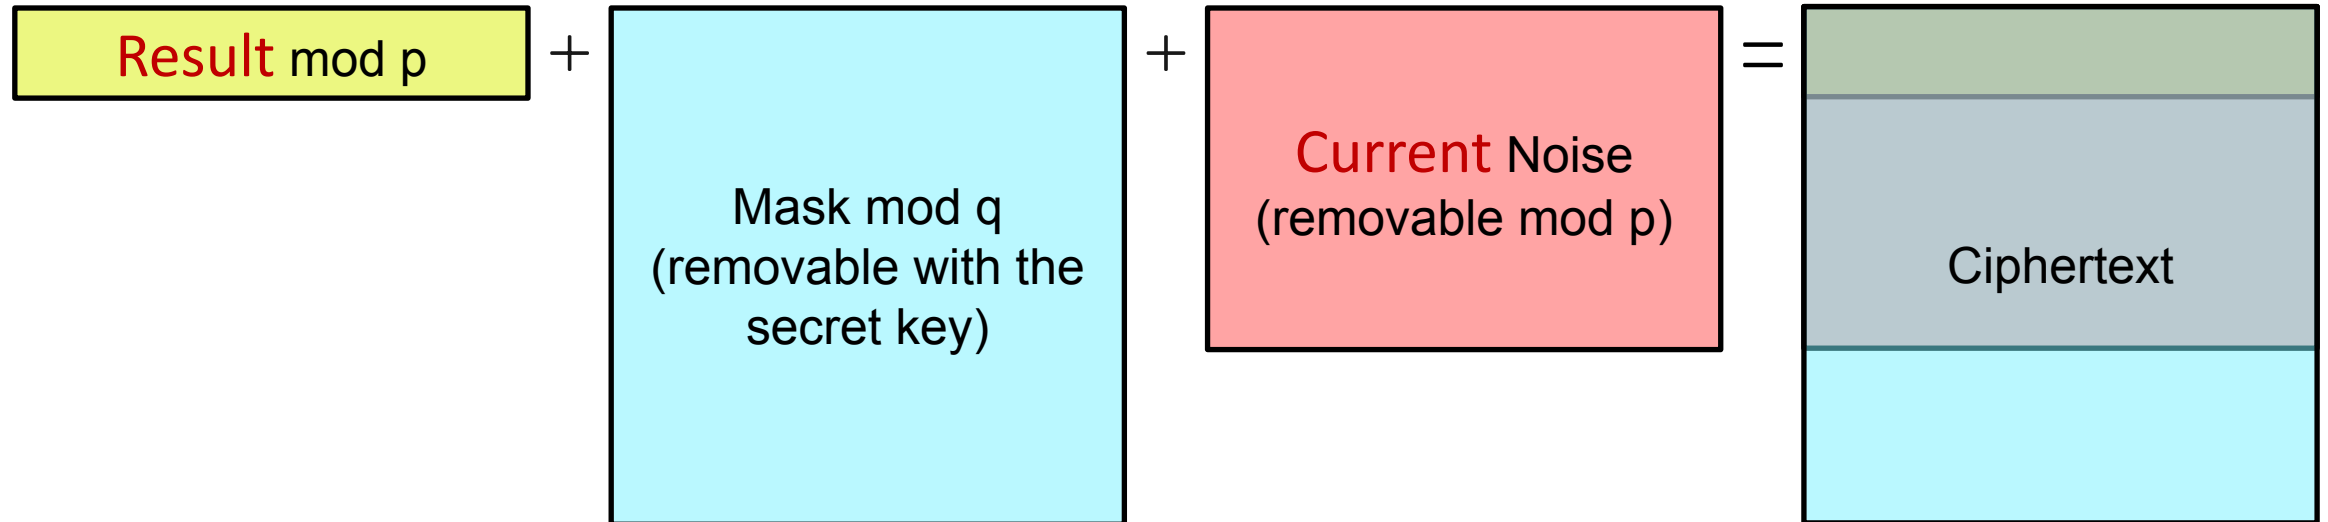 Result mod p
+
Mask mod q
(removable with the
secret key)
+
Current Noise
(removable mod p)
=
Ciphertext